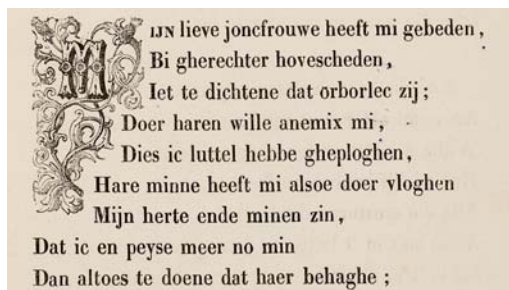 MIJN lieve joncfrouwe heeft mi gebeden,
Bi gherechter hovescheden,
Iet te dichtene dat orborlec zij;
Doer haren wille anemix mi,
Dies ic luttel hebbe gheploghen,
Hare minne heeft mi alsoe doer vloghen
Mijn herte ende minen zin,
Dat ic en peyse meer no min
Dan altoes te doene dat haer behaghe;